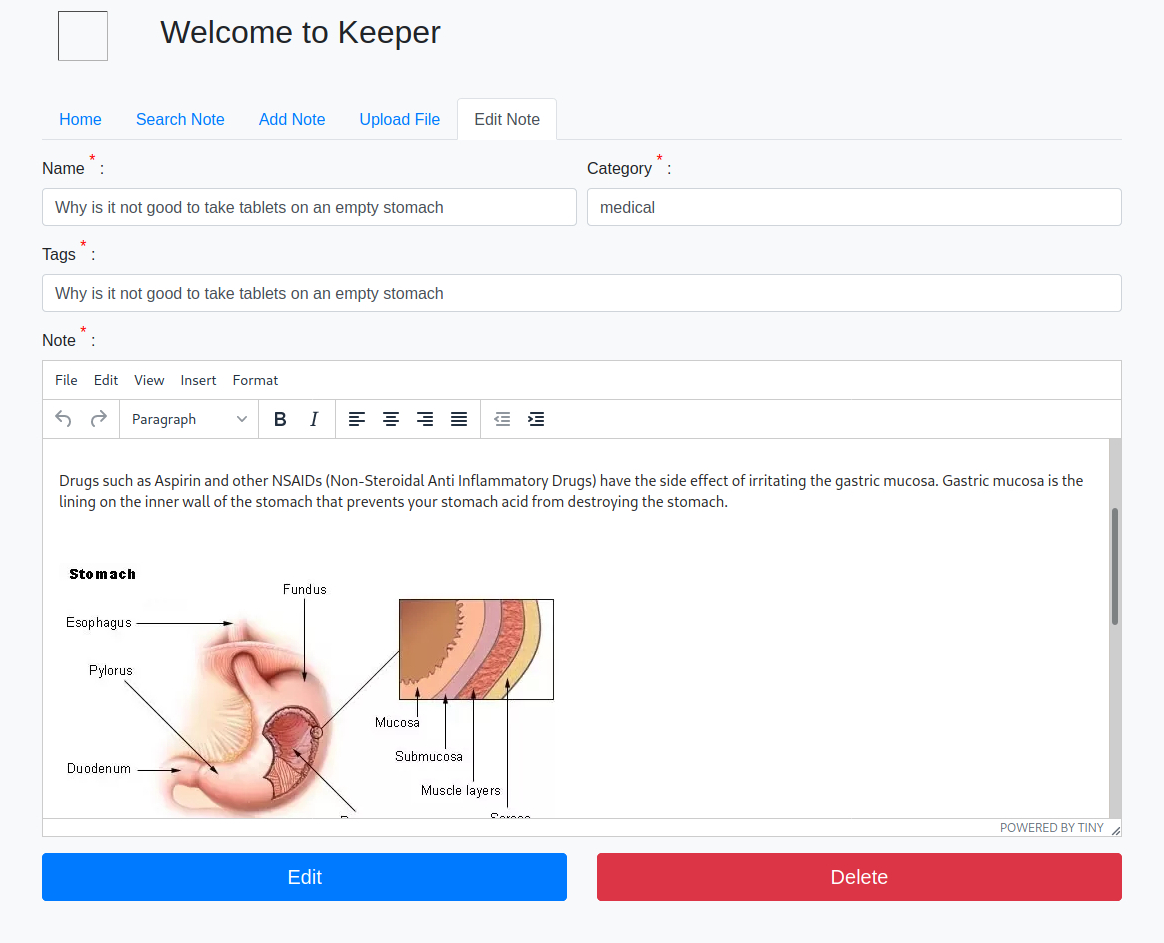 Welcome to Keeper
Home Search Note Add Note Upload File Edit Note
Name * : Category * :
Why is it not good to take tablets on an empty stomach medical
Tags * :
Why is it not good to take tablets on an empty stomach
Note * :
File Edit View Insert Format
Paragraph B I
Drugs such as Aspirin and other NSAIDs (Non-Steroidal Anti Inflammatory Drugs) have the side effect of irritating the gastric mucosa. Gastric mucosa is the
lining on the inner wall of the stomach that prevents your stomach acid from destroying the stomach.
Stomach
Fundus
Esophagus
Pylorus
Mucosa
Submucosa
Duodenum
Muscle layers
POWERED BY TINY
Edit Delete